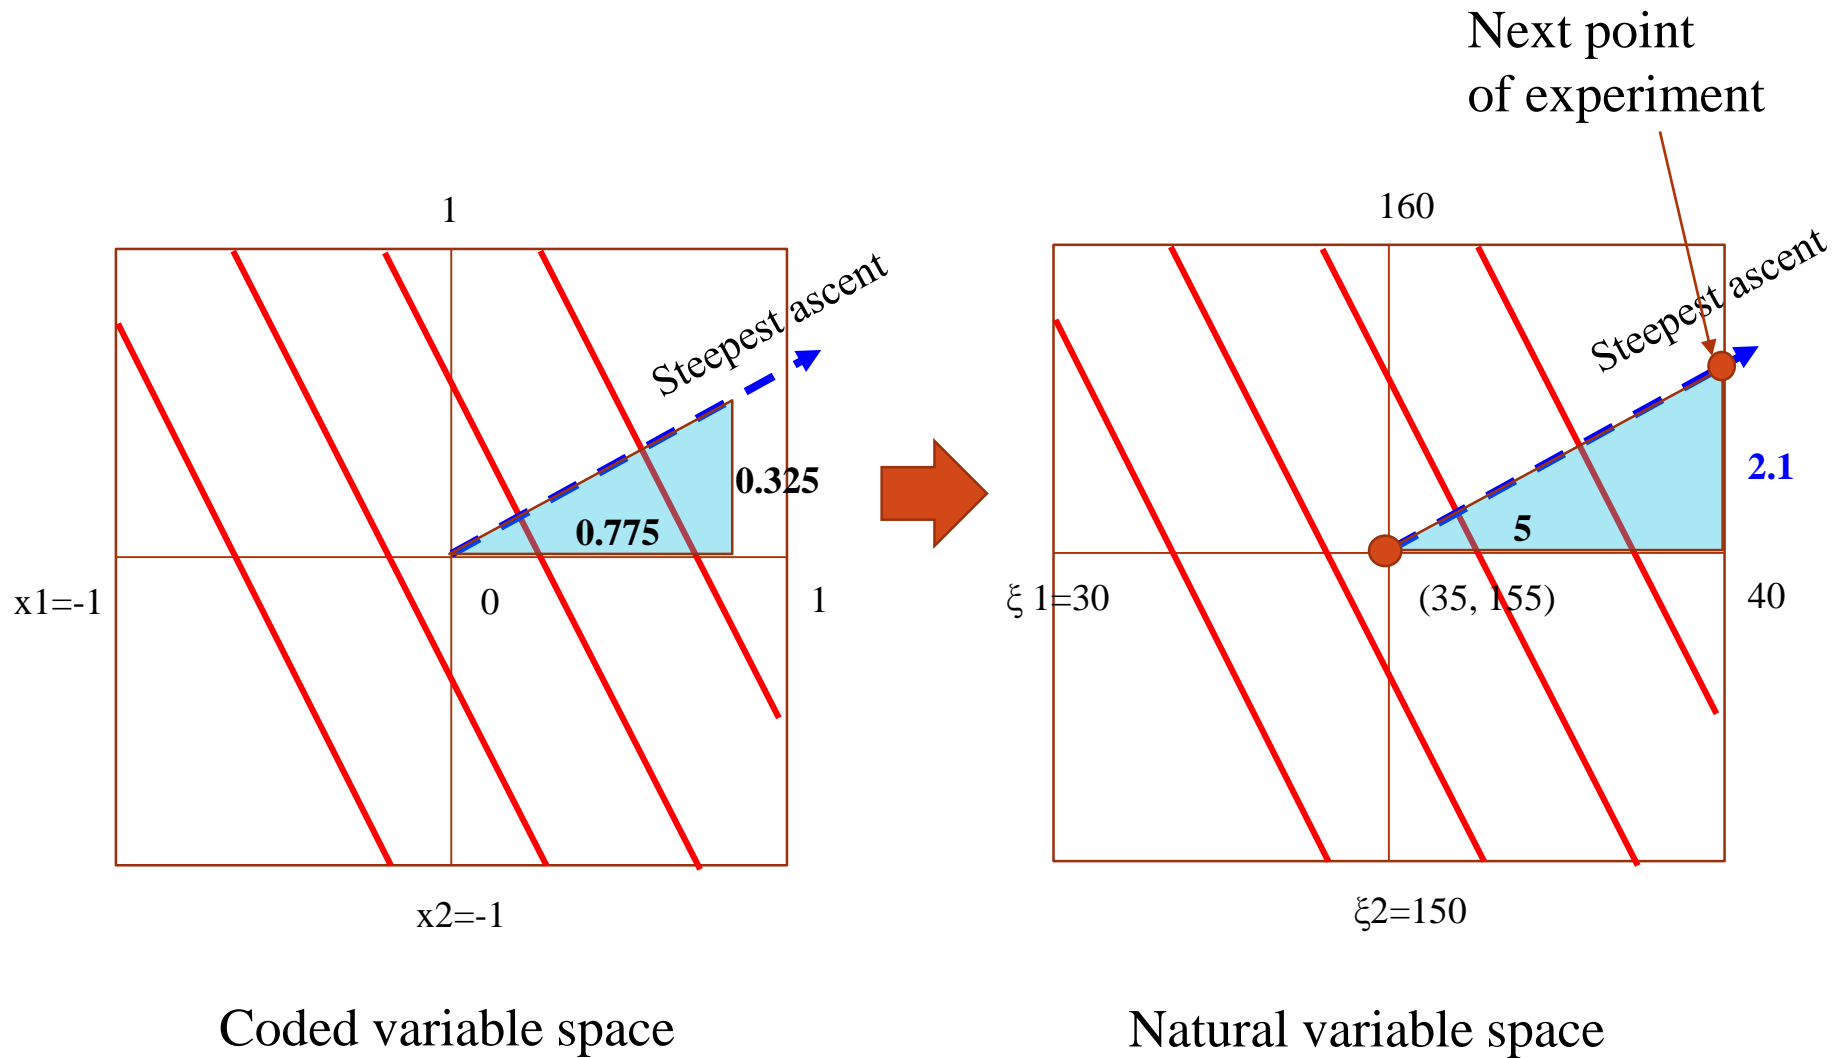 Next point
of experiment
1
Steepest ascent
0.325
0.775
x1=-1
0
1
x2=-1
Coded variable space
160
Steepest ascent
2.1
5
ξ 1=30
(35, 155)
40
ξ2=150
Natural variable space